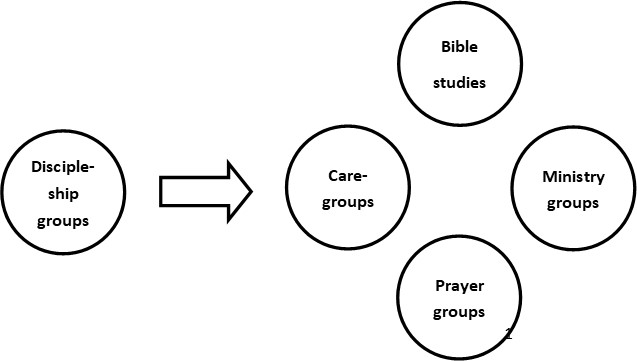 Bible
studies
Disciple-
ship
groups
Care-
groups
Ministry
groups
Prayer
groups
1